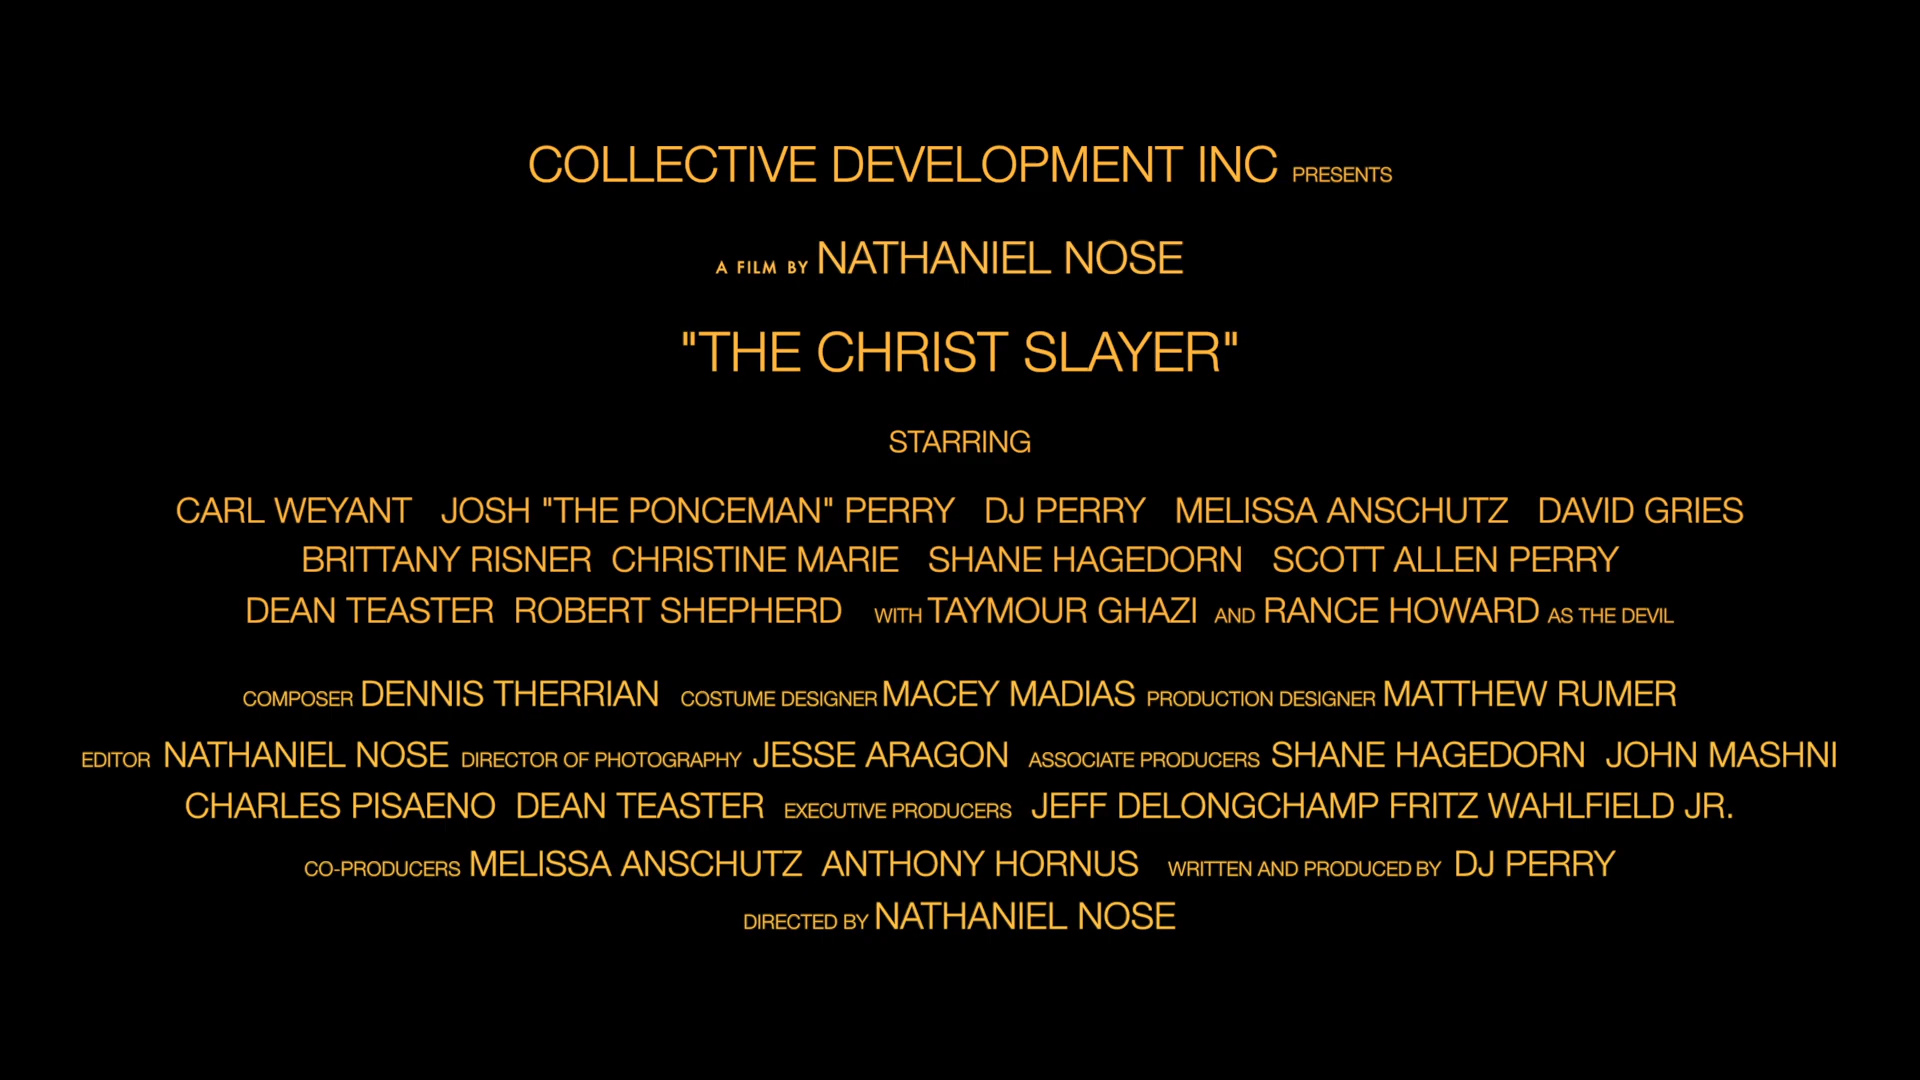 COLLECTIVE DEVELOPMENT INC PRESENTS
A FILM BY NATHANIEL NOSE
"THE CHRIST SLAYER"
STARRING
CARL WEYANT JOSH "THE PONCEMAN" PERRY DJ PERRY MELISSA ANSCHUTZ DAVID GRIES
BRITTANY RISNER CHRISTINE MARIE SHANE HAGEDORN SCOTT ALLEN PERRY
DEAN TEASTER ROBERT SHEPHERD WITH TAYMOUR GHAZI AND RANCE HOWARD AS THE DEVIL
COMPOSER DENNIS THERRIAN COSTUME DESIGNER MACEY MADIAS PRODUCTION DESIGNER MATTHEW RUMER
EDITOR NATHANIEL NOSE DIRECTOR OF PHOTOGRAPHY JESSE ARAGON ASSOCIATE PRODUCERS SHANE HAGEDORN JOHN MASHNI
CHARLES PISAENO DEAN TEASTER EXECUTIVE PRODUCERS JEFF DELONGCHAMP FRITZ WAHLFIELD JR.
CO-PRODUCERS MELISSA ANSCHUTZ ANTHONY HORNUS WRITTEN AND PRODUCED BY DJ PERRY
DIRECTED BY NATHANIEL NOSE